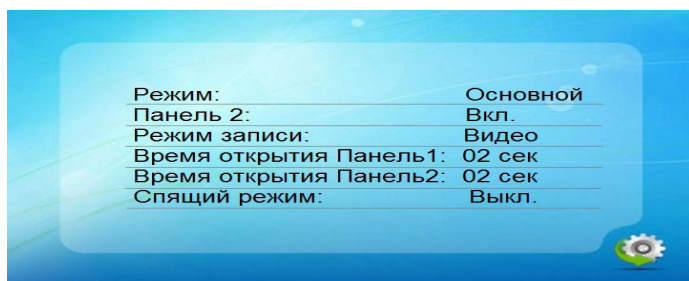 Режим: Основной
Панель 2: Вкл.
Режим записи: Видео
Время открытия Панель1: 02 сек
Время открытия Панель2: 02 сек
Спящий режим: Выкл.